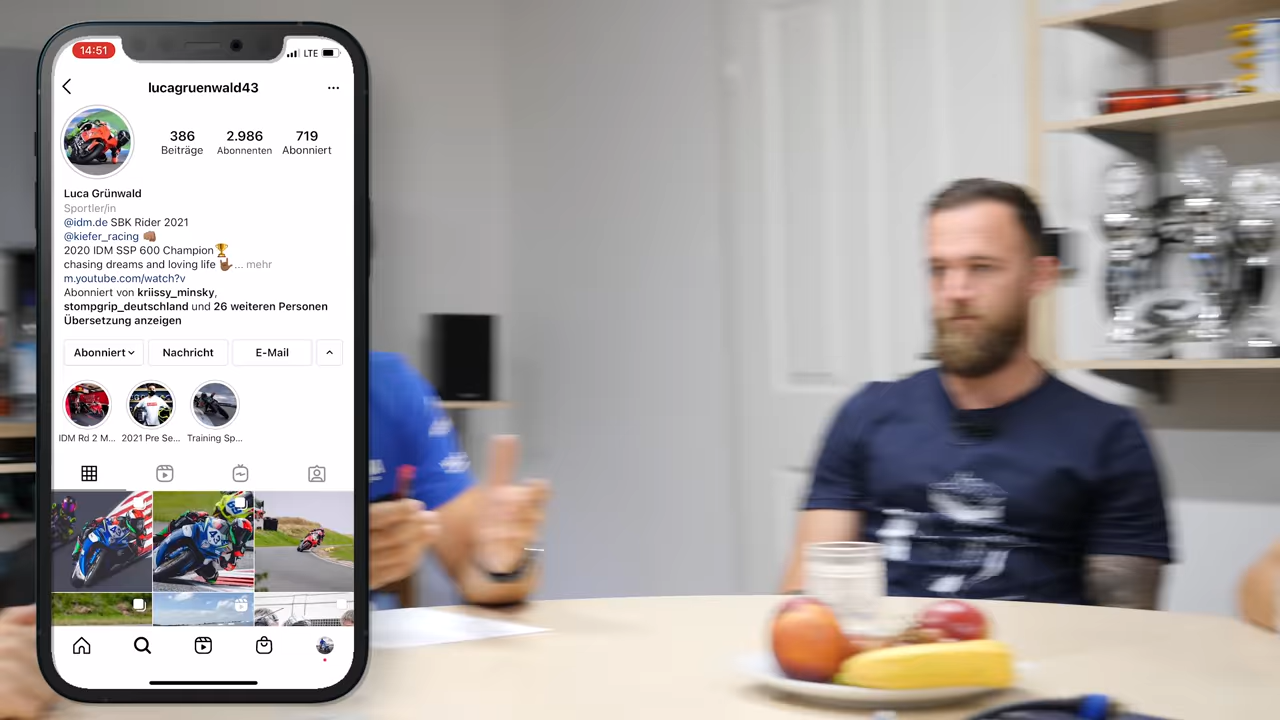 14:51
LTE
lucagruenwald43
386
Beiträge
2.986
Abonnenten
719
Abonniert
Luca Grünwald
Sportler/in
@idm.de SBK Rider 2021
@kiefer_racing 👊🏽
2020 IDM SSP 600 Champion🏆
chasing dreams and loving life 🤙🏽... mehr
m.youtube.com/watch?v
Abonniert von kriissy_minsky,
stompgrip_deutschland und 26 weiteren Personen
Übersetzung anzeigen
Abonniert
Nachricht
E-Mail
IDM Rd 2 M...
2021 Pre Se...
Training Sp...